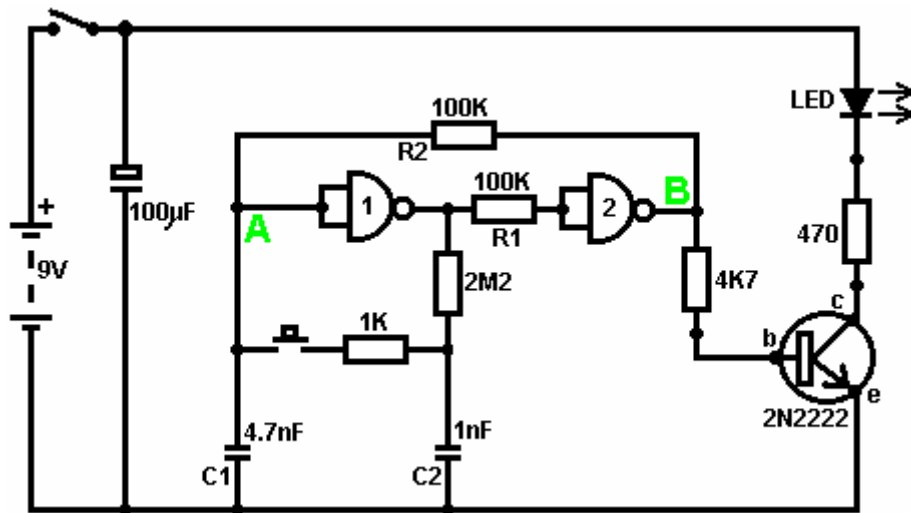 LED
100K
R2
A
1
100K
R1
2
B
+
9V
100µF
2M2
4K7
470
1K
c
b
e
2N2222
4.7nF
C1
1nF
C2